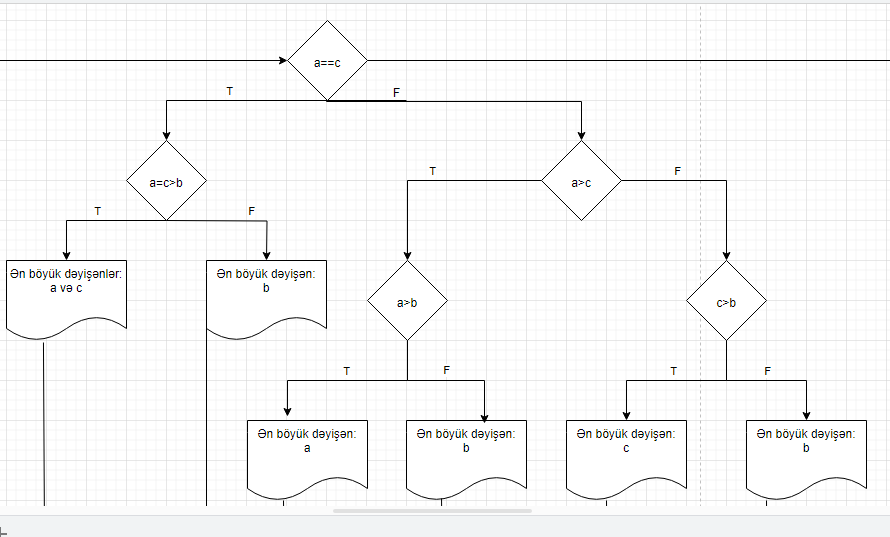 a==c
T
F
a=c>b
a>c
T
F
T
F
Ən böyük dəyişənlər:
a və c
Ən böyük dəyişən:
b
a>b
c>b
T
F
T
F
Ən böyük dəyişən:
a
Ən böyük dəyişən:
b
Ən böyük dəyişən:
c
Ən böyük dəyişən:
b